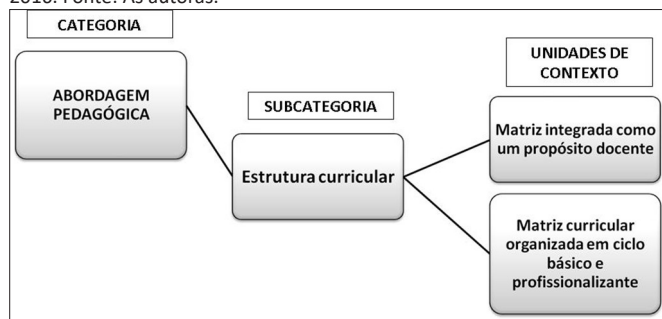 2010. Fonte: As autoras.
CATEGORIA
ABORDAGEM
PEDAGÓGICA
SUBCATEGORIA
Estrutura curricular
UNIDADES DE
CONTEXTO
Matriz integrada como
um propósito docente
Matriz curricular
organizada em ciclo
básico e
profissionalizante